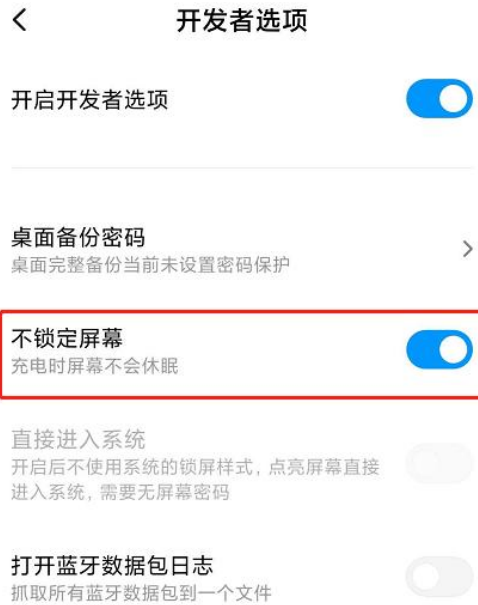 开发者选项
开启开发者选项
桌面备份密码
桌面完整备份当前未设置密码保护
不锁定屏幕
充电时屏幕不会休眠
直接进入系统
开启后不使用系统的锁屏样式，点亮屏幕直接
进入系统，需要无屏幕密码
打开蓝牙数据包日志
抓取所有蓝牙数据包到一个文件